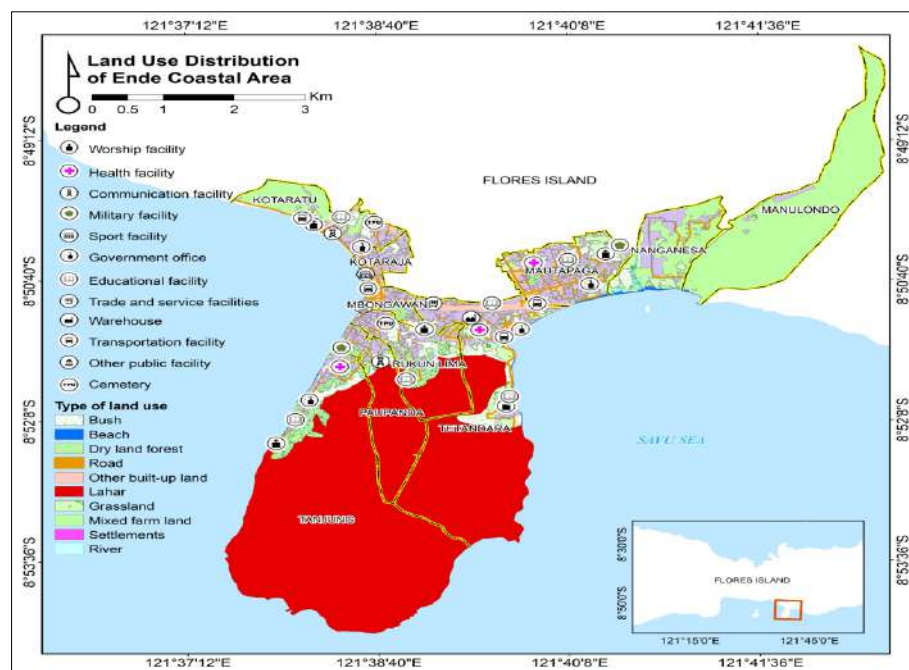 121°37'12"E 121°38'40"E 121°40'8"E 121°41'36"E
Land Use Distribution
of Ende Coastal Area
Km
0 0.5 1 2 3
Legend
Worship facility
Health facility
Communication facility
Military facility
Sport facility
Government office
Educational facility
Trade and service facilities
Warehouse
Transportation facility
Other public facility
TPU Cemetery
Type of land use
Bush
Beach
Dry land forest
Road
Other built-up land
Lahar
Grassland
Mixed farm land
Settlements
River
FLORES ISLAND
KOTARATU
TPU
KOTARAJA
MBONGAWANI
TPU
MAUTAPAGA
NANGANESA
MANULONDO
RUKUN LIMA
PAUPANDA
TETANDARA
TANJUNG
SAVU SEA
8°49'12"S
8°50'40"S
8°52'8"S
8°53'36"S
8°49'12"S
8°50'40"S
8°52'8"S
8°53'36"S
FLORES ISLAND
8°30'0"S
121°15'0"E 121°45'0"E
121°37'12"E 121°38'40"E 121°40'8"E 121°41'36"E